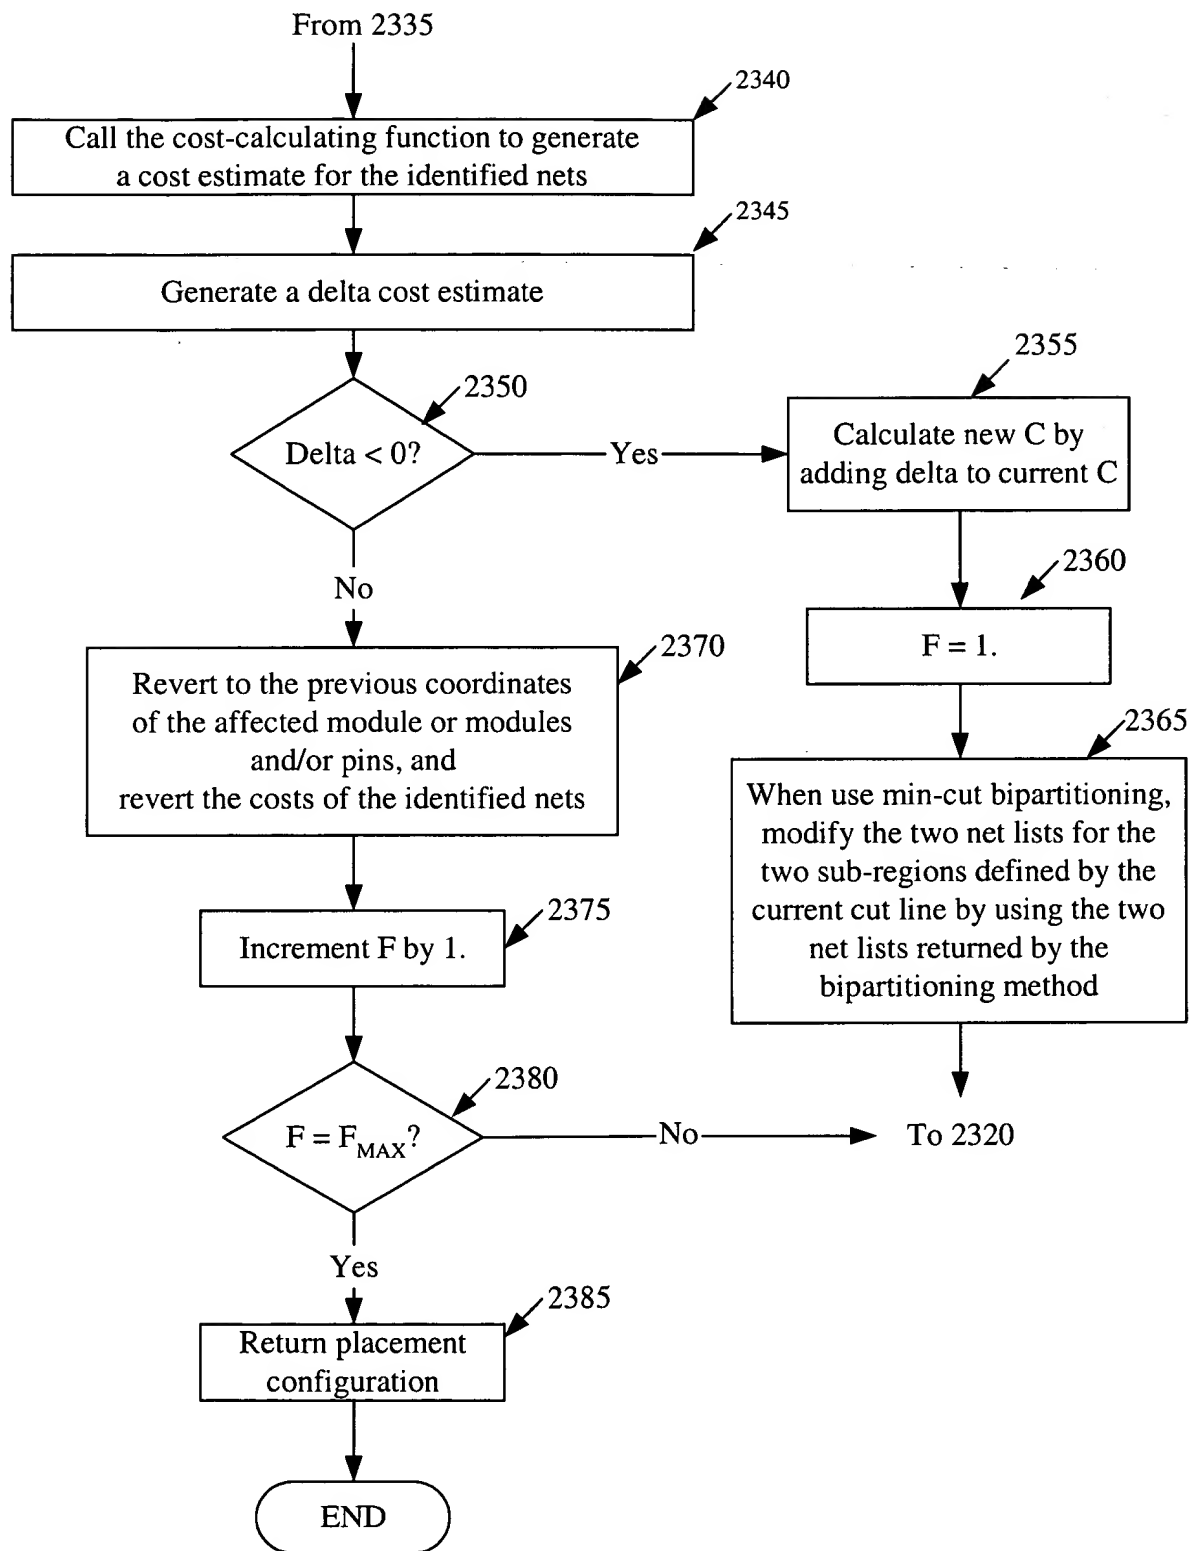 From 2335
2340
Call the cost-calculating function to generate
a cost estimate for the identified nets
2345
Generate a delta cost estimate
2350
Delta < 0?
Yes
2355
Calculate new C by
adding delta to current C
No
2360
F = 1.
2370
Revert to the previous coordinates
of the affected module or modules
and/or pins, and
revert the costs of the identified nets
2365
When use min-cut bipartitioning,
modify the two net lists for the
two sub-regions defined by the
current cut line by using the two
net lists returned by the
bipartitioning method
2375
Increment F by 1.
2380
F = FMAX?
No
To 2320
Yes
2385
Return placement
configuration
END